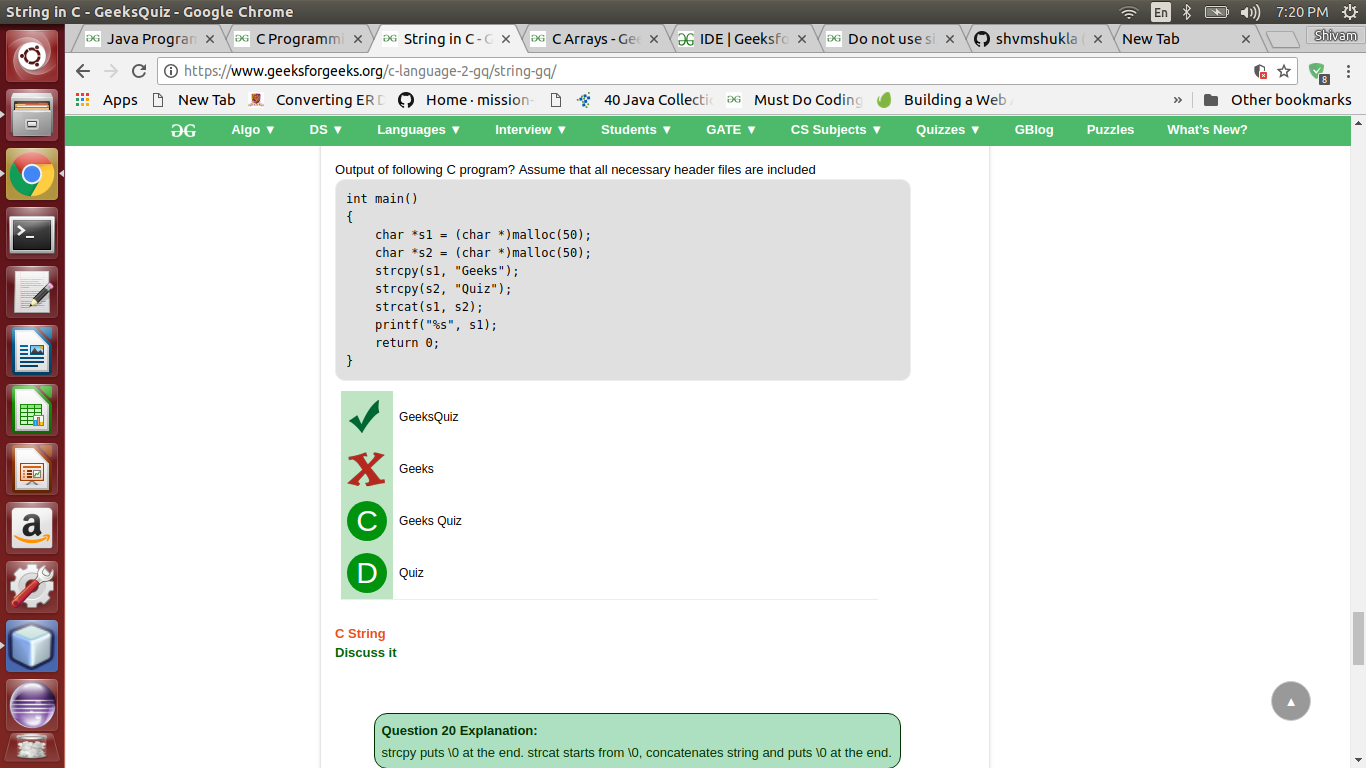 String in C - GeeksQuiz - Google Chrome
En
7:20 PM
Java Program
C Programmi
String in C - G
C Arrays - Gee
IDE | Geeksfo
Do not use si
shvmshukla (
New Tab
Shivam
https://www.geeksforgeeks.org/c-language-2-gq/string-gq/
8
Apps
New Tab
Converting ER D
Home · mission-
40 Java Collectic
Must Do Coding
Building a Web A
»
Other bookmarks
Algo ▼
DS ▼
Languages ▼
Interview ▼
Students ▼
GATE ▼
CS Subjects ▼
Quizzes ▼
GBlog
Puzzles
What's New?
Output of following C program? Assume that all necessary header files are included
int main()
{
    char *s1 = (char *)malloc(50);
    char *s2 = (char *)malloc(50);
    strcpy(s1, "Geeks");
    strcpy(s2, "Quiz");
    strcat(s1, s2);
    printf("%s", s1);
    return 0;
}
GeeksQuiz
X Geeks
C Geeks Quiz
D Quiz
C String
Discuss it
Question 20 Explanation:
strcpy puts \0 at the end. strcat starts from \0, concatenates string and puts \0 at the end.